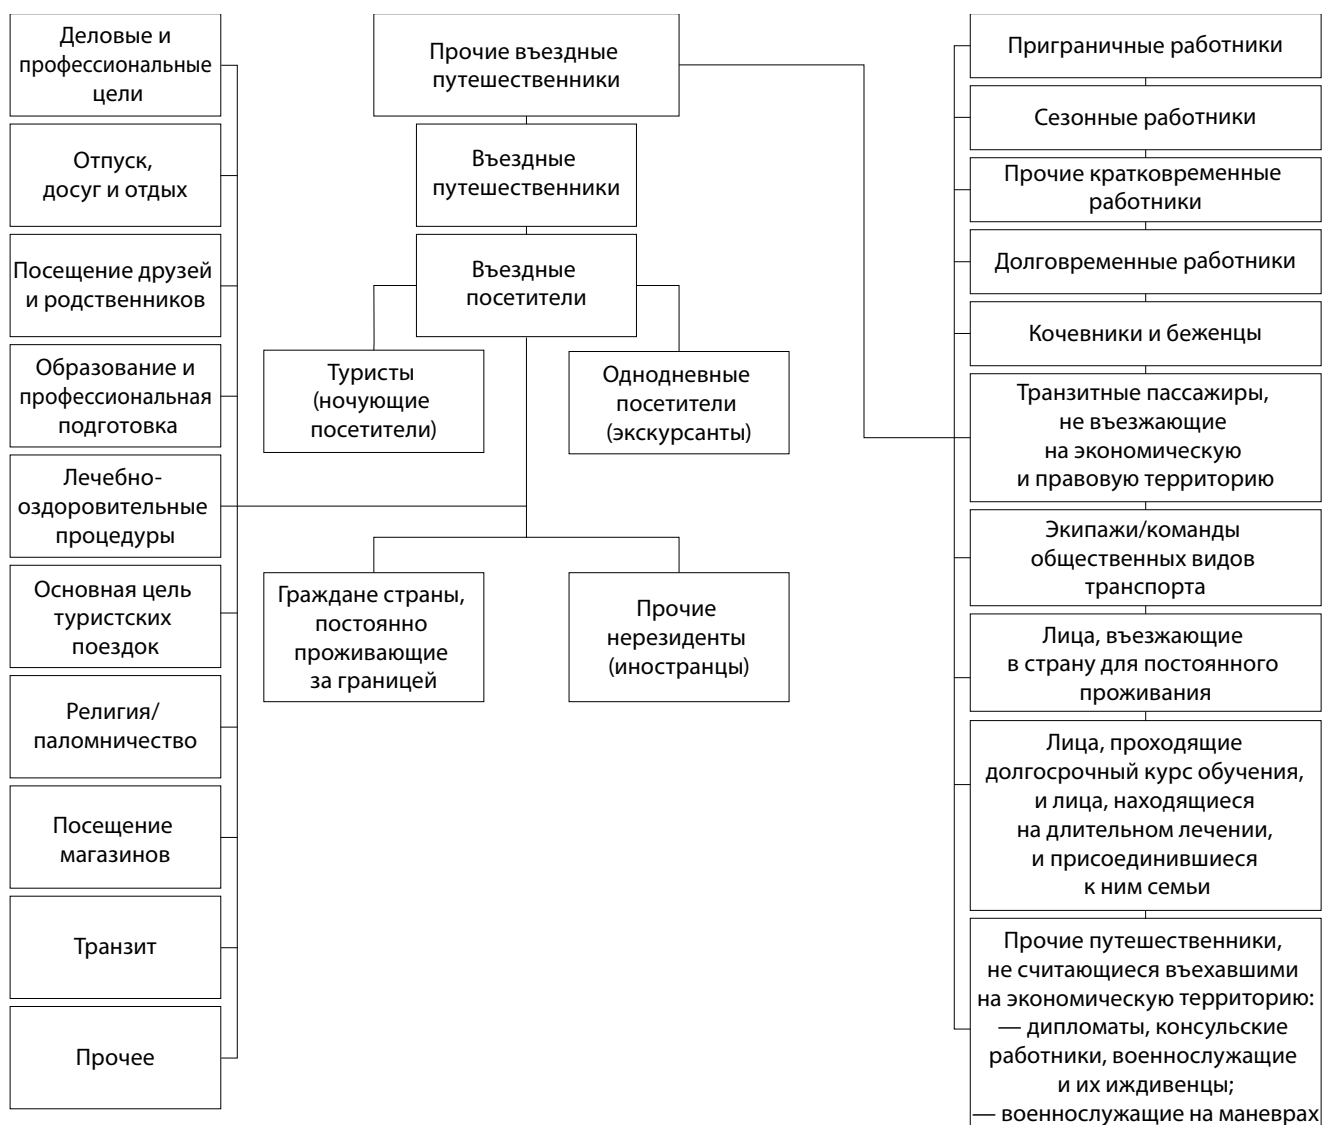 Деловые и
профессиональные
цели
Отпуск,
досуг и отдых
Посещение друзей
и родственников
Образование и
профессиональная
подготовка
Лечебно-
оздоровительные
процедуры
Основная цель
туристских
поездок
Религия/
паломничество
Посещение
магазинов
Транзит
Прочее
Прочие въездные
путешественники
Въездные
путешественники
Въездные
посетители
Туристы
(ночующие
посетители)
Однодневные
посетители
(экскурсанты)
Граждане страны,
постоянно
проживающие
за границей
Прочие
нерезиденты
(иностранцы)
Приграничные работники
Сезонные работники
Прочие кратковременные
работники
Долговременные работники
Кочевники и беженцы
Транзитные пассажиры,
не въезжающие
на экономическую
и правовую территорию
Экипажи/команды
общественных видов
транспорта
Лица, въезжающие
в страну для постоянного
проживания
Лица, проходящие
долгосрочный курс обучения,
и лица, находящиеся
на длительном лечении,
и присоединившиеся
к ним семьи
Прочие путешественники,
не считающиеся въехавшими
на экономическую территорию:
— дипломаты, консульские
работники, военнослужащие
и их иждивенцы;
— военнослужащие на маневрах